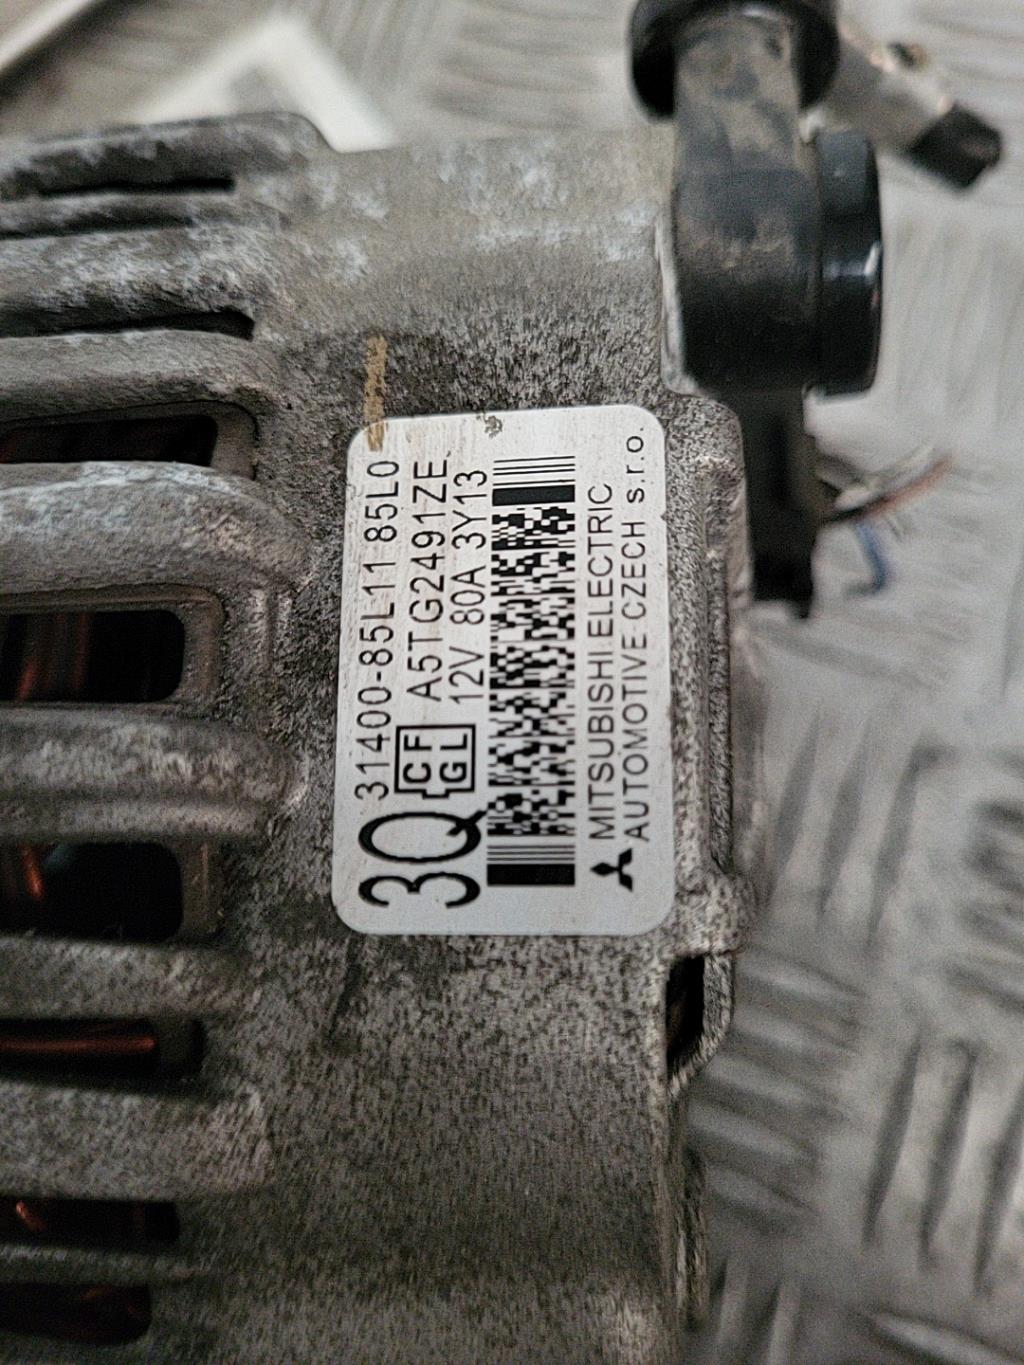 31400-85L11 85L0
3Q CF A5TG2491ZE
GL 12V 80A 3Y13
MITSUBISHI ELECTRIC
AUTOMOTIVE CZECH s.r.o.